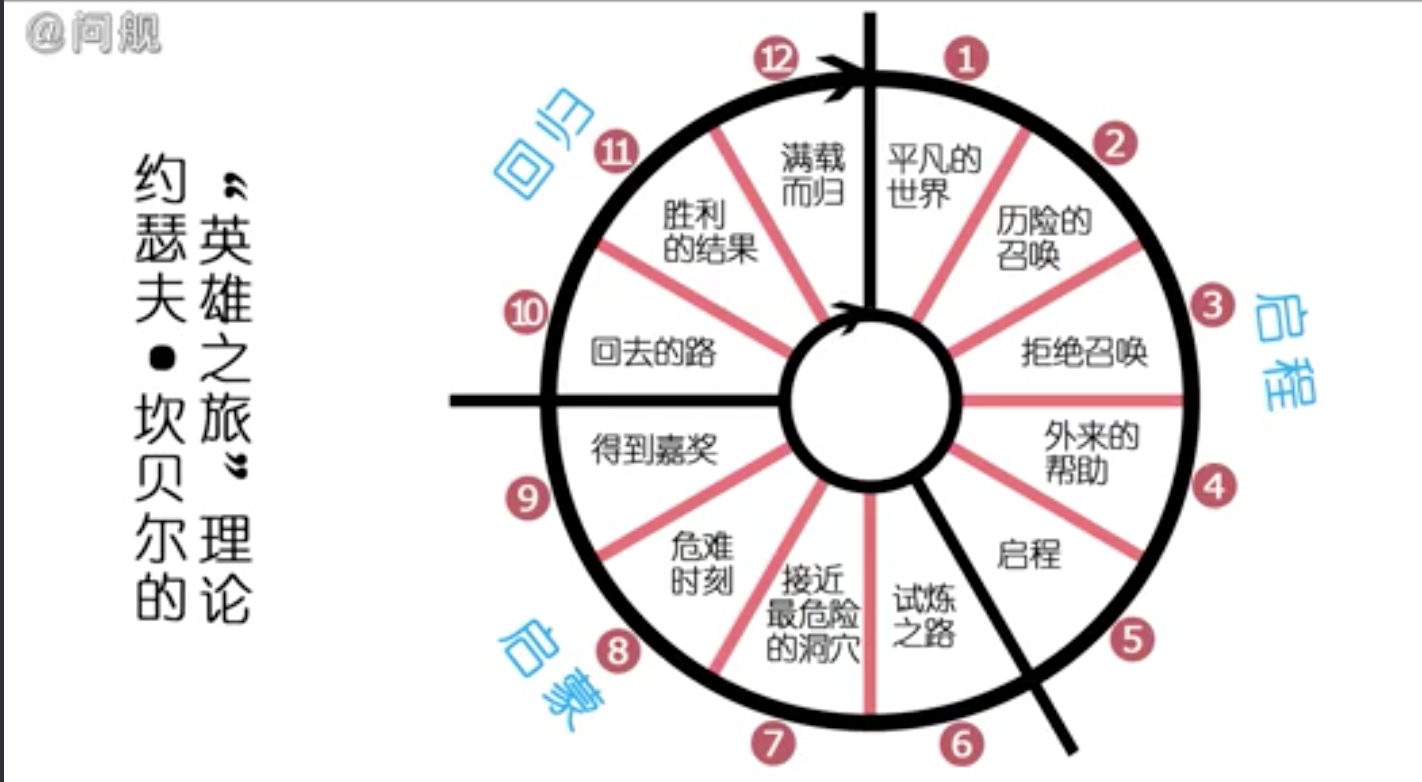 @问舰
约瑟夫•坎贝尔的
“英雄之旅”理论
启程
启蒙
回归
1
平凡的
世界
2
历险的
召唤
3
拒绝召唤
4
外来的
帮助
5
启程
6
试炼
之路
7
接近
最危险
的洞穴
8
危难
时刻
9
得到嘉奖
10
回去的路
11
胜利
的结果
12
满载
而归